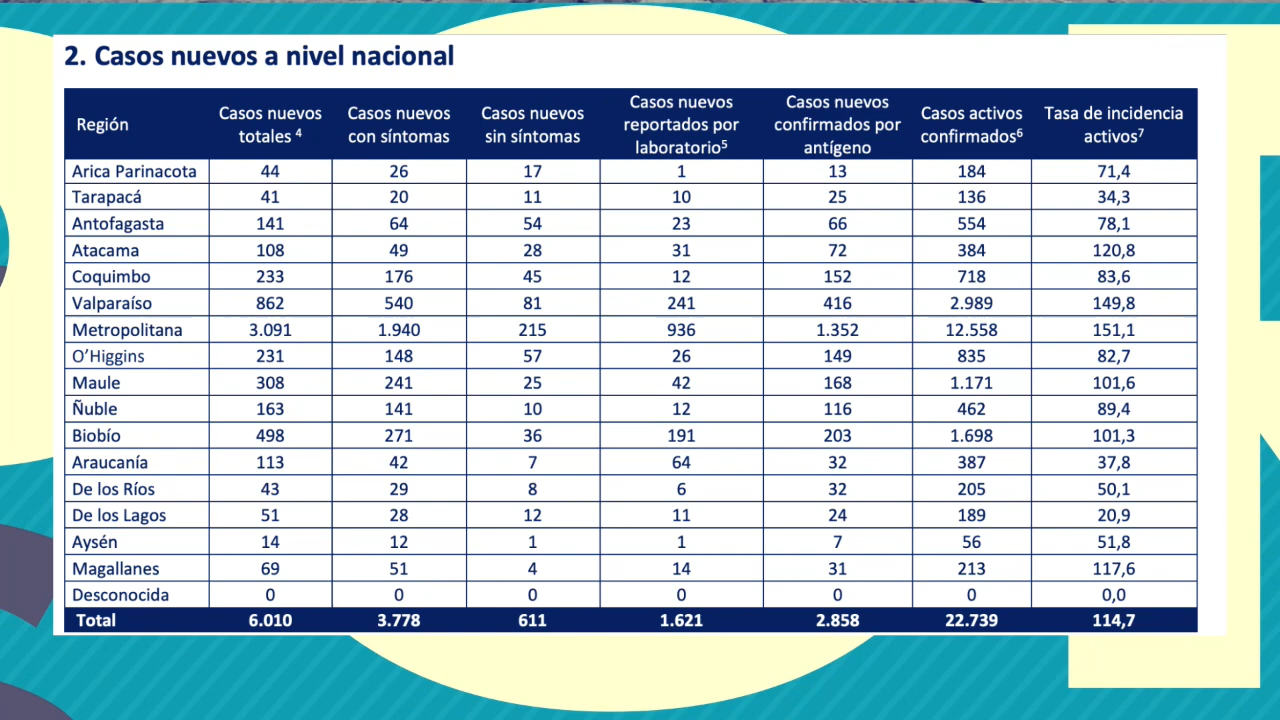 2. Casos nuevos a nivel nacional
Región Casos nuevos totales 4 Casos nuevos con síntomas Casos nuevos sin síntomas Casos nuevos reportados por laboratorio5 Casos nuevos confirmados por antígeno Casos activos confirmados6 Tasa de incidencia activos7
Arica Parinacota 44 26 17 1 13 184 71,4
Tarapacá 41 20 11 10 25 136 34,3
Antofagasta 141 64 54 23 66 554 78,1
Atacama 108 49 28 31 72 384 120,8
Coquimbo 233 176 45 12 152 718 83,6
Valparaíso 862 540 81 241 416 2.989 149,8
Metropolitana 3.091 1.940 215 936 1.352 12.558 151,1
O’Higgins 231 148 57 26 149 835 82,7
Maule 308 241 25 42 168 1.171 101,6
Ñuble 163 141 10 12 116 462 89,4
Biobío 498 271 36 191 203 1.698 101,3
Araucanía 113 42 7 64 32 387 37,8
De los Ríos 43 29 8 6 32 205 50,1
De los Lagos 51 28 12 11 24 189 20,9
Aysén 14 12 1 1 7 56 51,8
Magallanes 69 51 4 14 31 213 117,6
Desconocida 0 0 0 0 0 0 0,0
Total 6.010 3.778 611 1.621 2.858 22.739 114,7